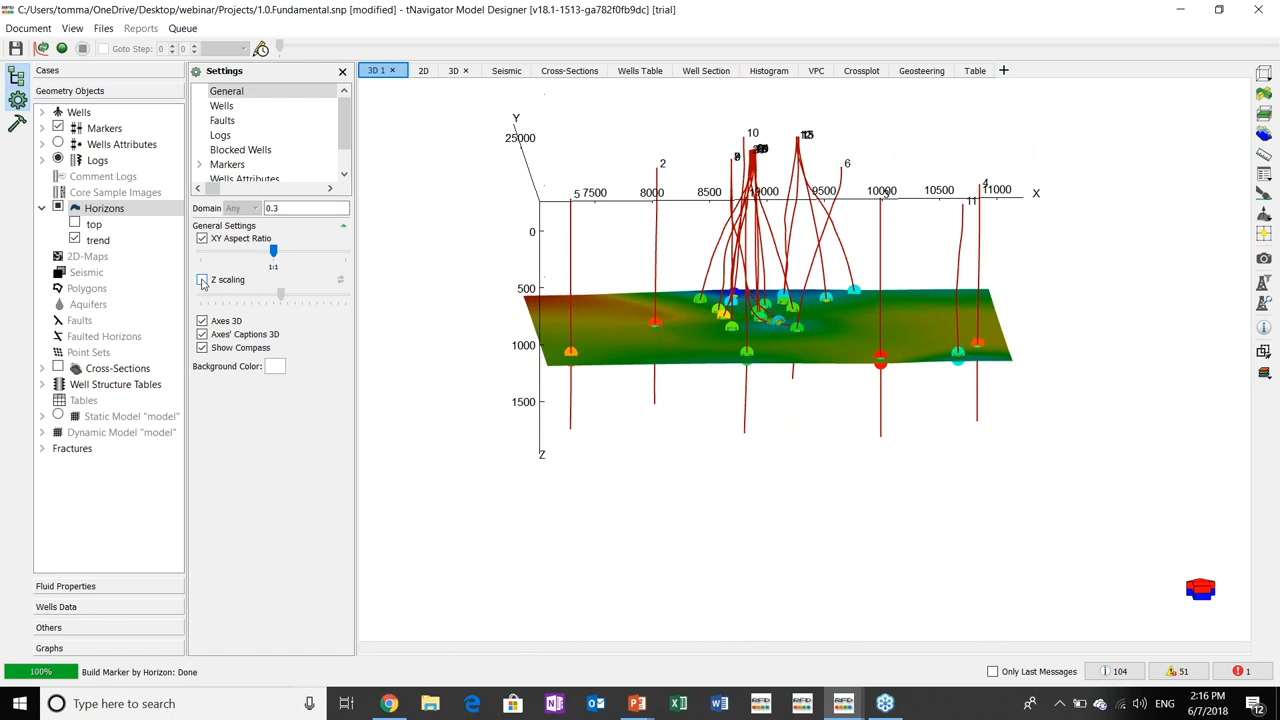 C:/Users/tomma/OneDrive/Desktop/webinar/Projects/1.0.Fundamental.snp [modified] - tNavigator Model Designer [v18.1-1513-ga782f0fb9dc] [trial]
Document View Files Reports Queue
Goto Step: 0 0
Cases
Geometry Objects
Wells
Markers
Wells Attributes
Logs
Comment Logs
Core Sample Images
Horizons
top
trend
2D-Maps
Seismic
Polygons
Aquifers
Faults
Faulted Horizons
Point Sets
Cross-Sections
Well Structure Tables
Tables
Static Model "model"
Dynamic Model "model"
Fractures
Fluid Properties
Wells Data
Others
Graphs
Settings
General
Wells
Faults
Logs
Blocked Wells
Markers
Wells Attributes
Domain Any 0.3
General Settings
XY Aspect Ratio
1:1
Z scaling
Axes 3D
Axes' Captions 3D
Show Compass
Background Color:
3D 1 2D 3D Seismic Cross-Sections Wells Table Well Section Histogram VPC Crossplot Geosteering Table
Y
25000
10
2
6
4
5 7500 8000 8500 9000 9500 10000 10500 11000 X
11
0
500
1000
1500
Z
100% Build Marker by Horizon: Done
Only Last Messages 104 51 1
Type here to search
ENG
2:16 PM
6/7/2018